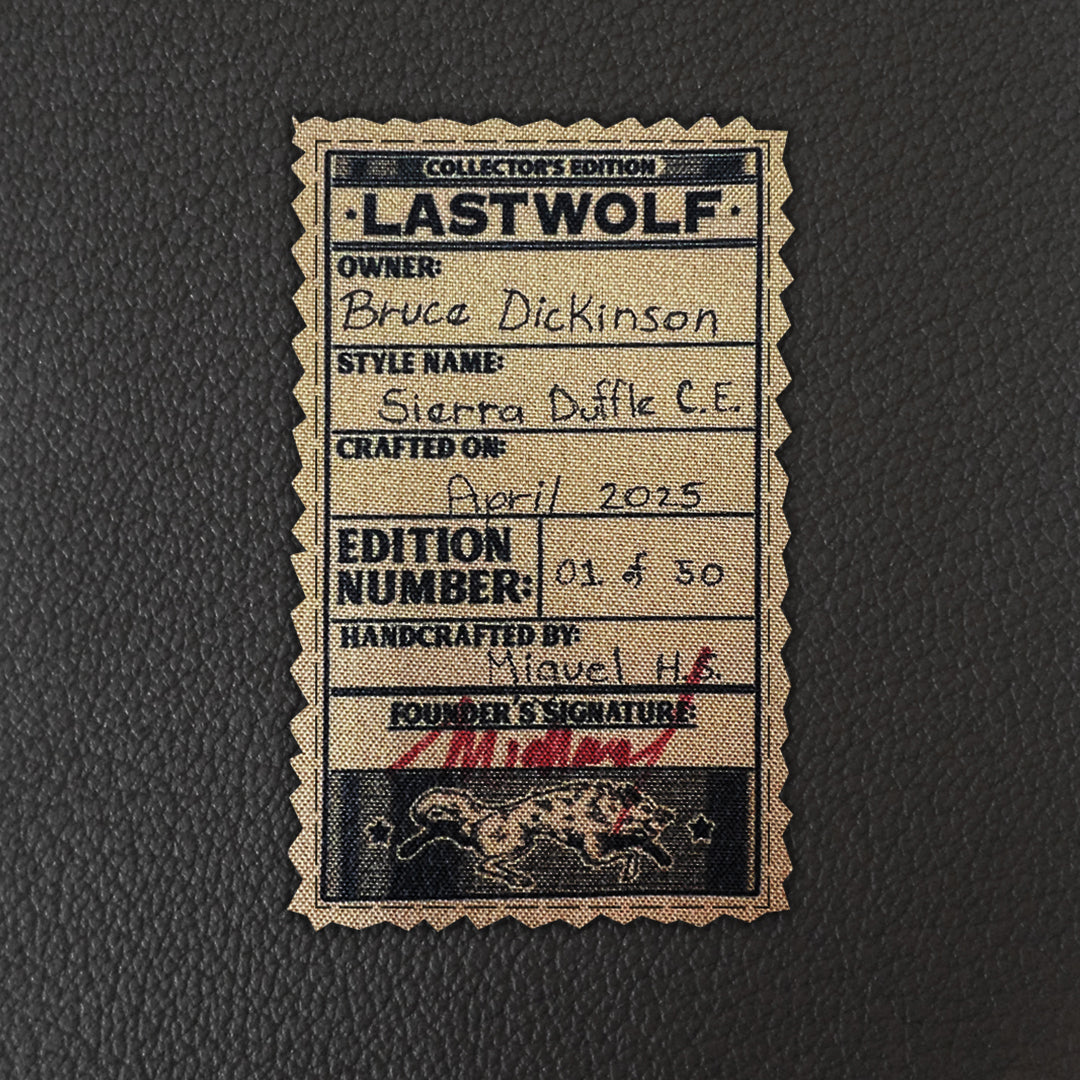 COLLECTOR'S EDITION
·LASTWOLF·
OWNER:
Bruce Dickinson
STYLE NAME:
Sierra Duffle C.E.
CRAFTED ON:
April 2025
EDITION
NUMBER:
01 of 50
HANDCRAFTED BY:
Miguel H.S.
FOUNDER'S SIGNATURE: